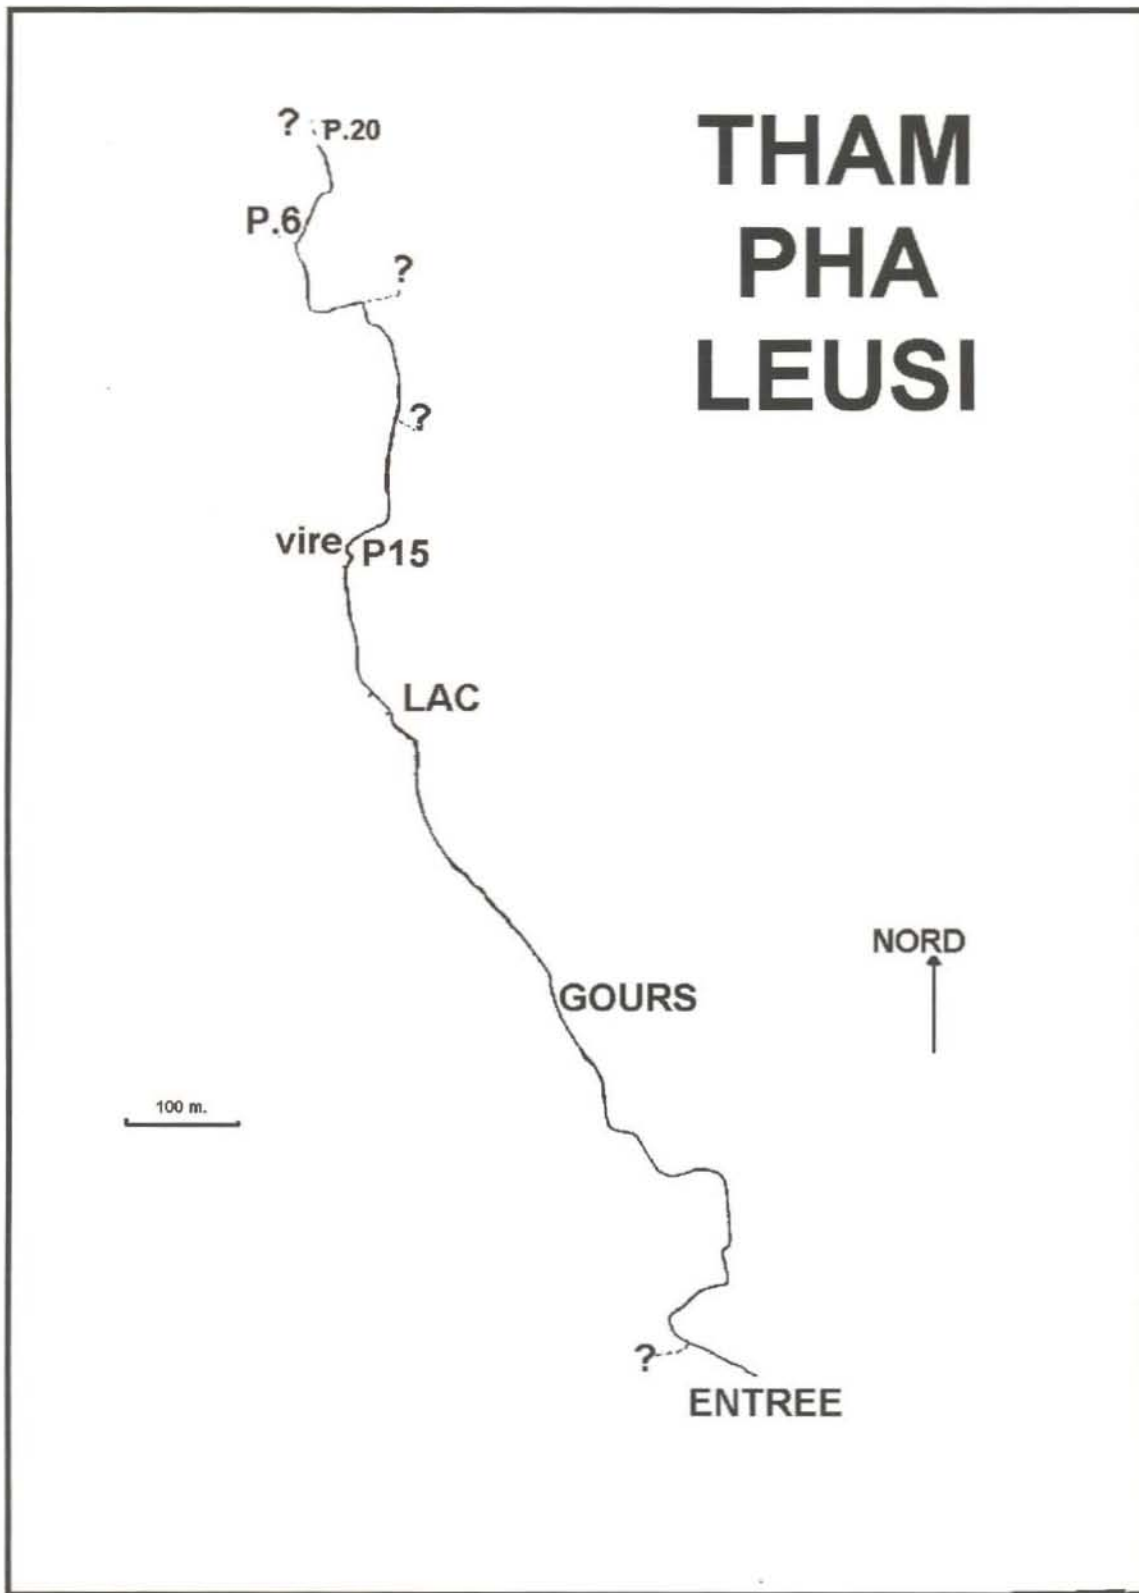 THAM
PHA
LEUSI
? P.20
P.6
?
?
vire P15
LAC
NORD
GOURS
100 m.
?
ENTREE